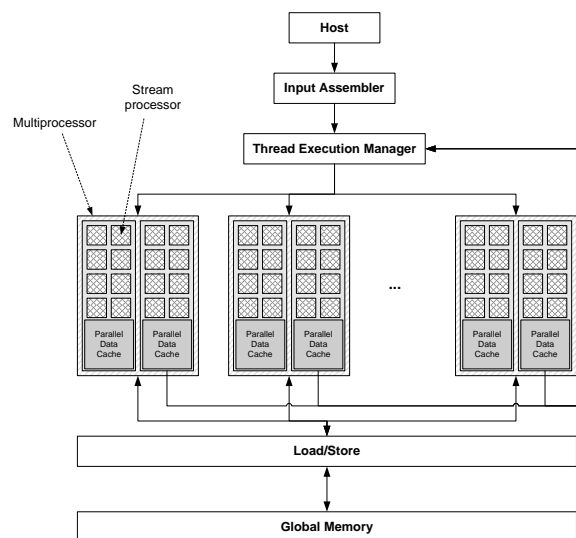 Host
Input Assembler
Stream
processor
Multiprocessor
Thread Execution Manager
...
Parallel
Data
Cache
Parallel
Data
Cache
Parallel
Data
Cache
Parallel
Data
Cache
Parallel
Data
Cache
Parallel
Data
Cache
Load/Store
Global Memory